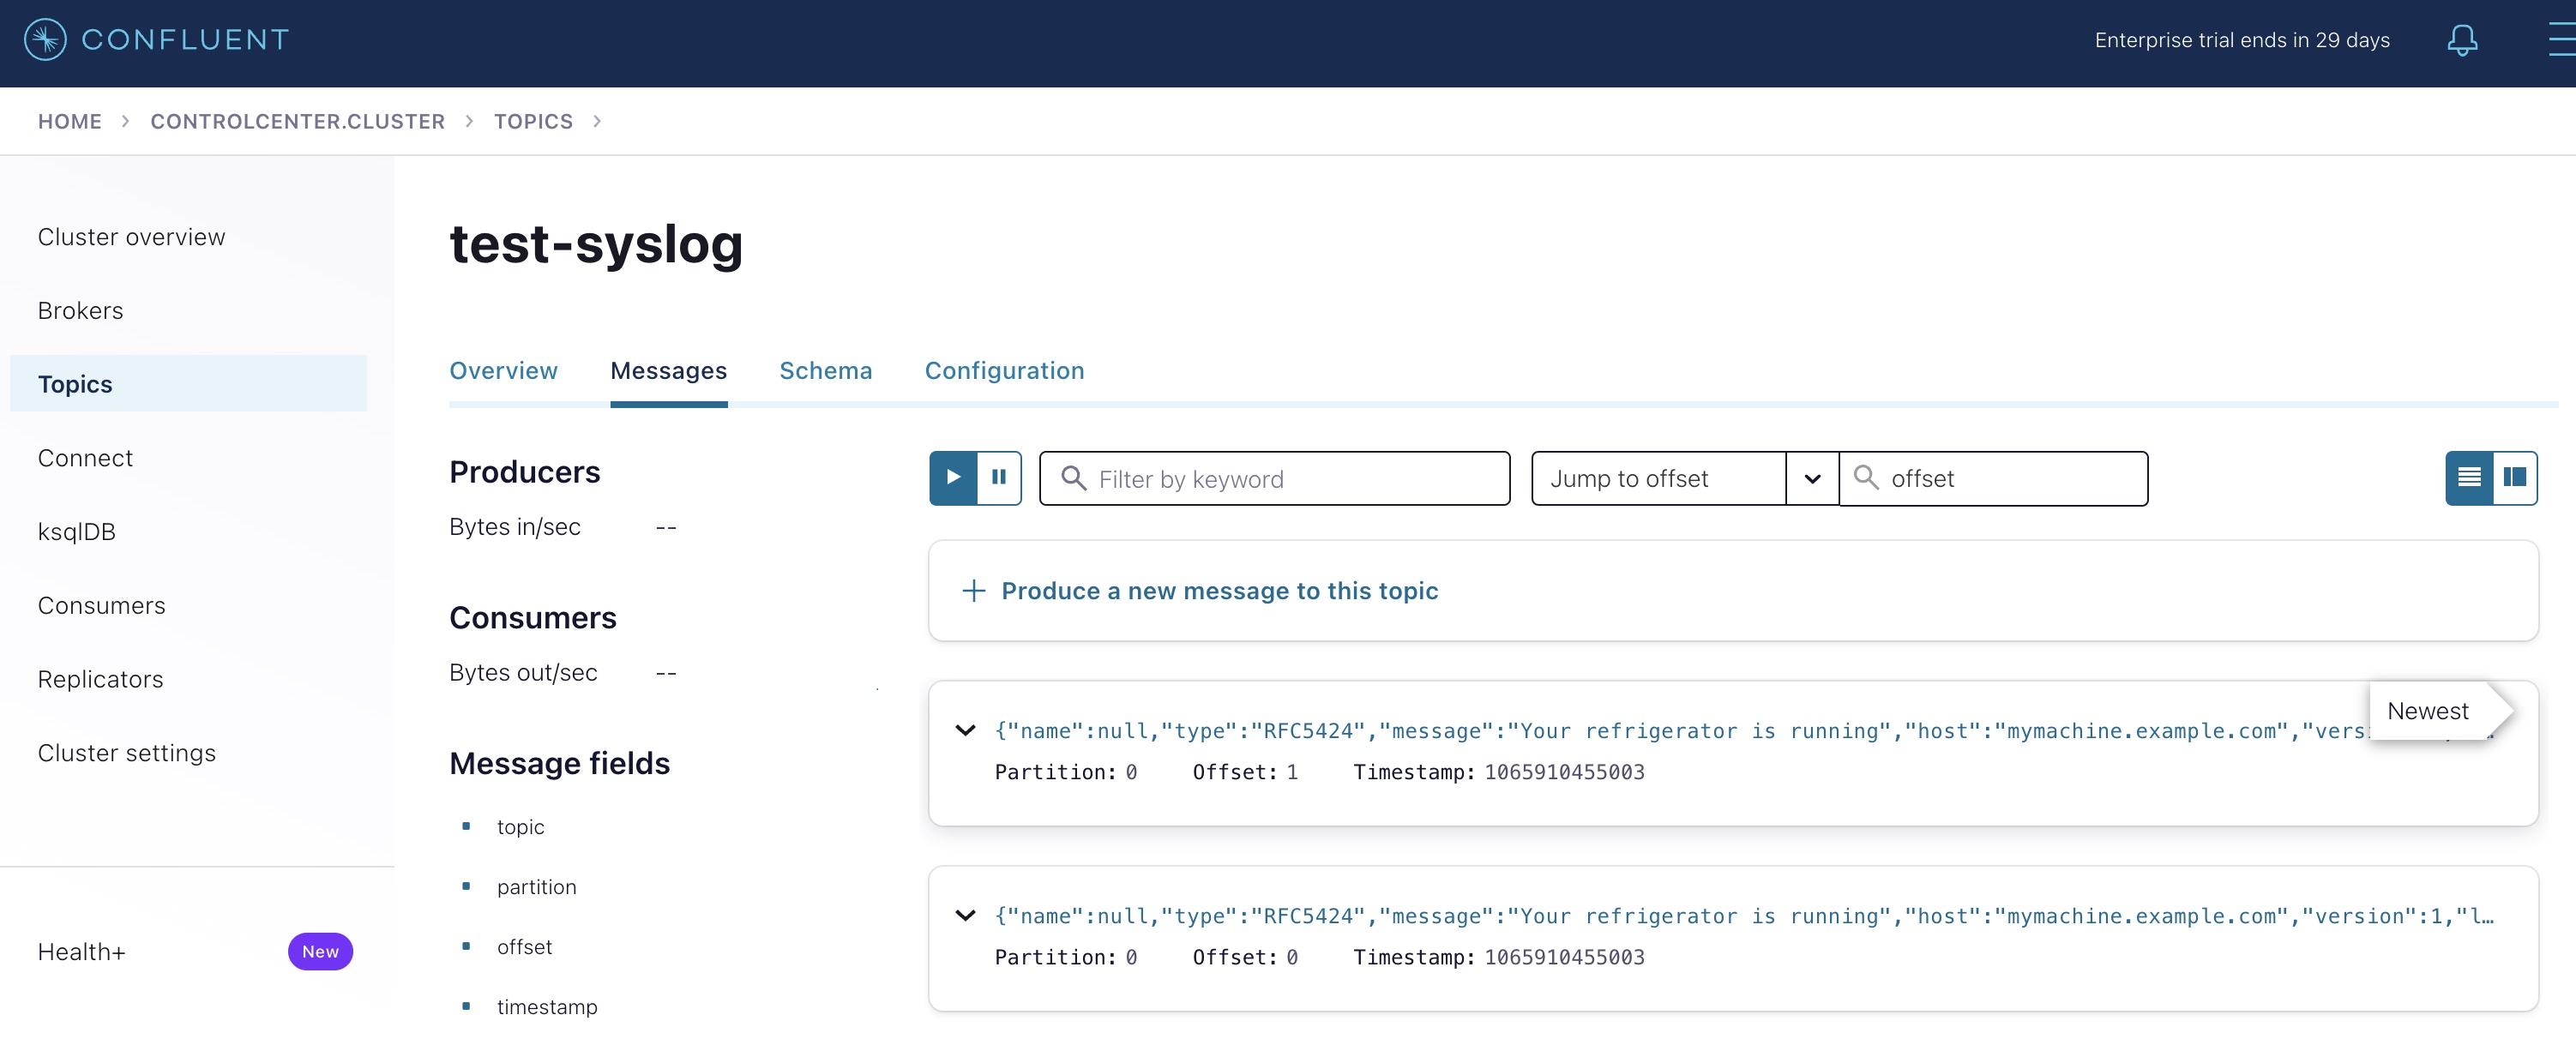 CONFLUENT
Enterprise trial ends in 29 days
HOME > CONTROLCENTER.CLUSTER > TOPICS >
Cluster overview
Brokers
Topics
Connect
ksqlDB
Consumers
Replicators
Cluster settings
Health+ New
test-syslog
Overview Messages Schema Configuration
Producers
Bytes in/sec --
Consumers
Bytes out/sec --
Message fields
topic
partition
offset
timestamp
Filter by keyword
Jump to offset
offset
+ Produce a new message to this topic
Newest
{"name":null,"type":"RFC5424","message":"Your refrigerator is running","host":"mymachine.example.com","versi
Partition: 0 Offset: 1 Timestamp: 1065910455003
{"name":null,"type":"RFC5424","message":"Your refrigerator is running","host":"mymachine.example.com","version":1,"l…
Partition: 0 Offset: 0 Timestamp: 1065910455003